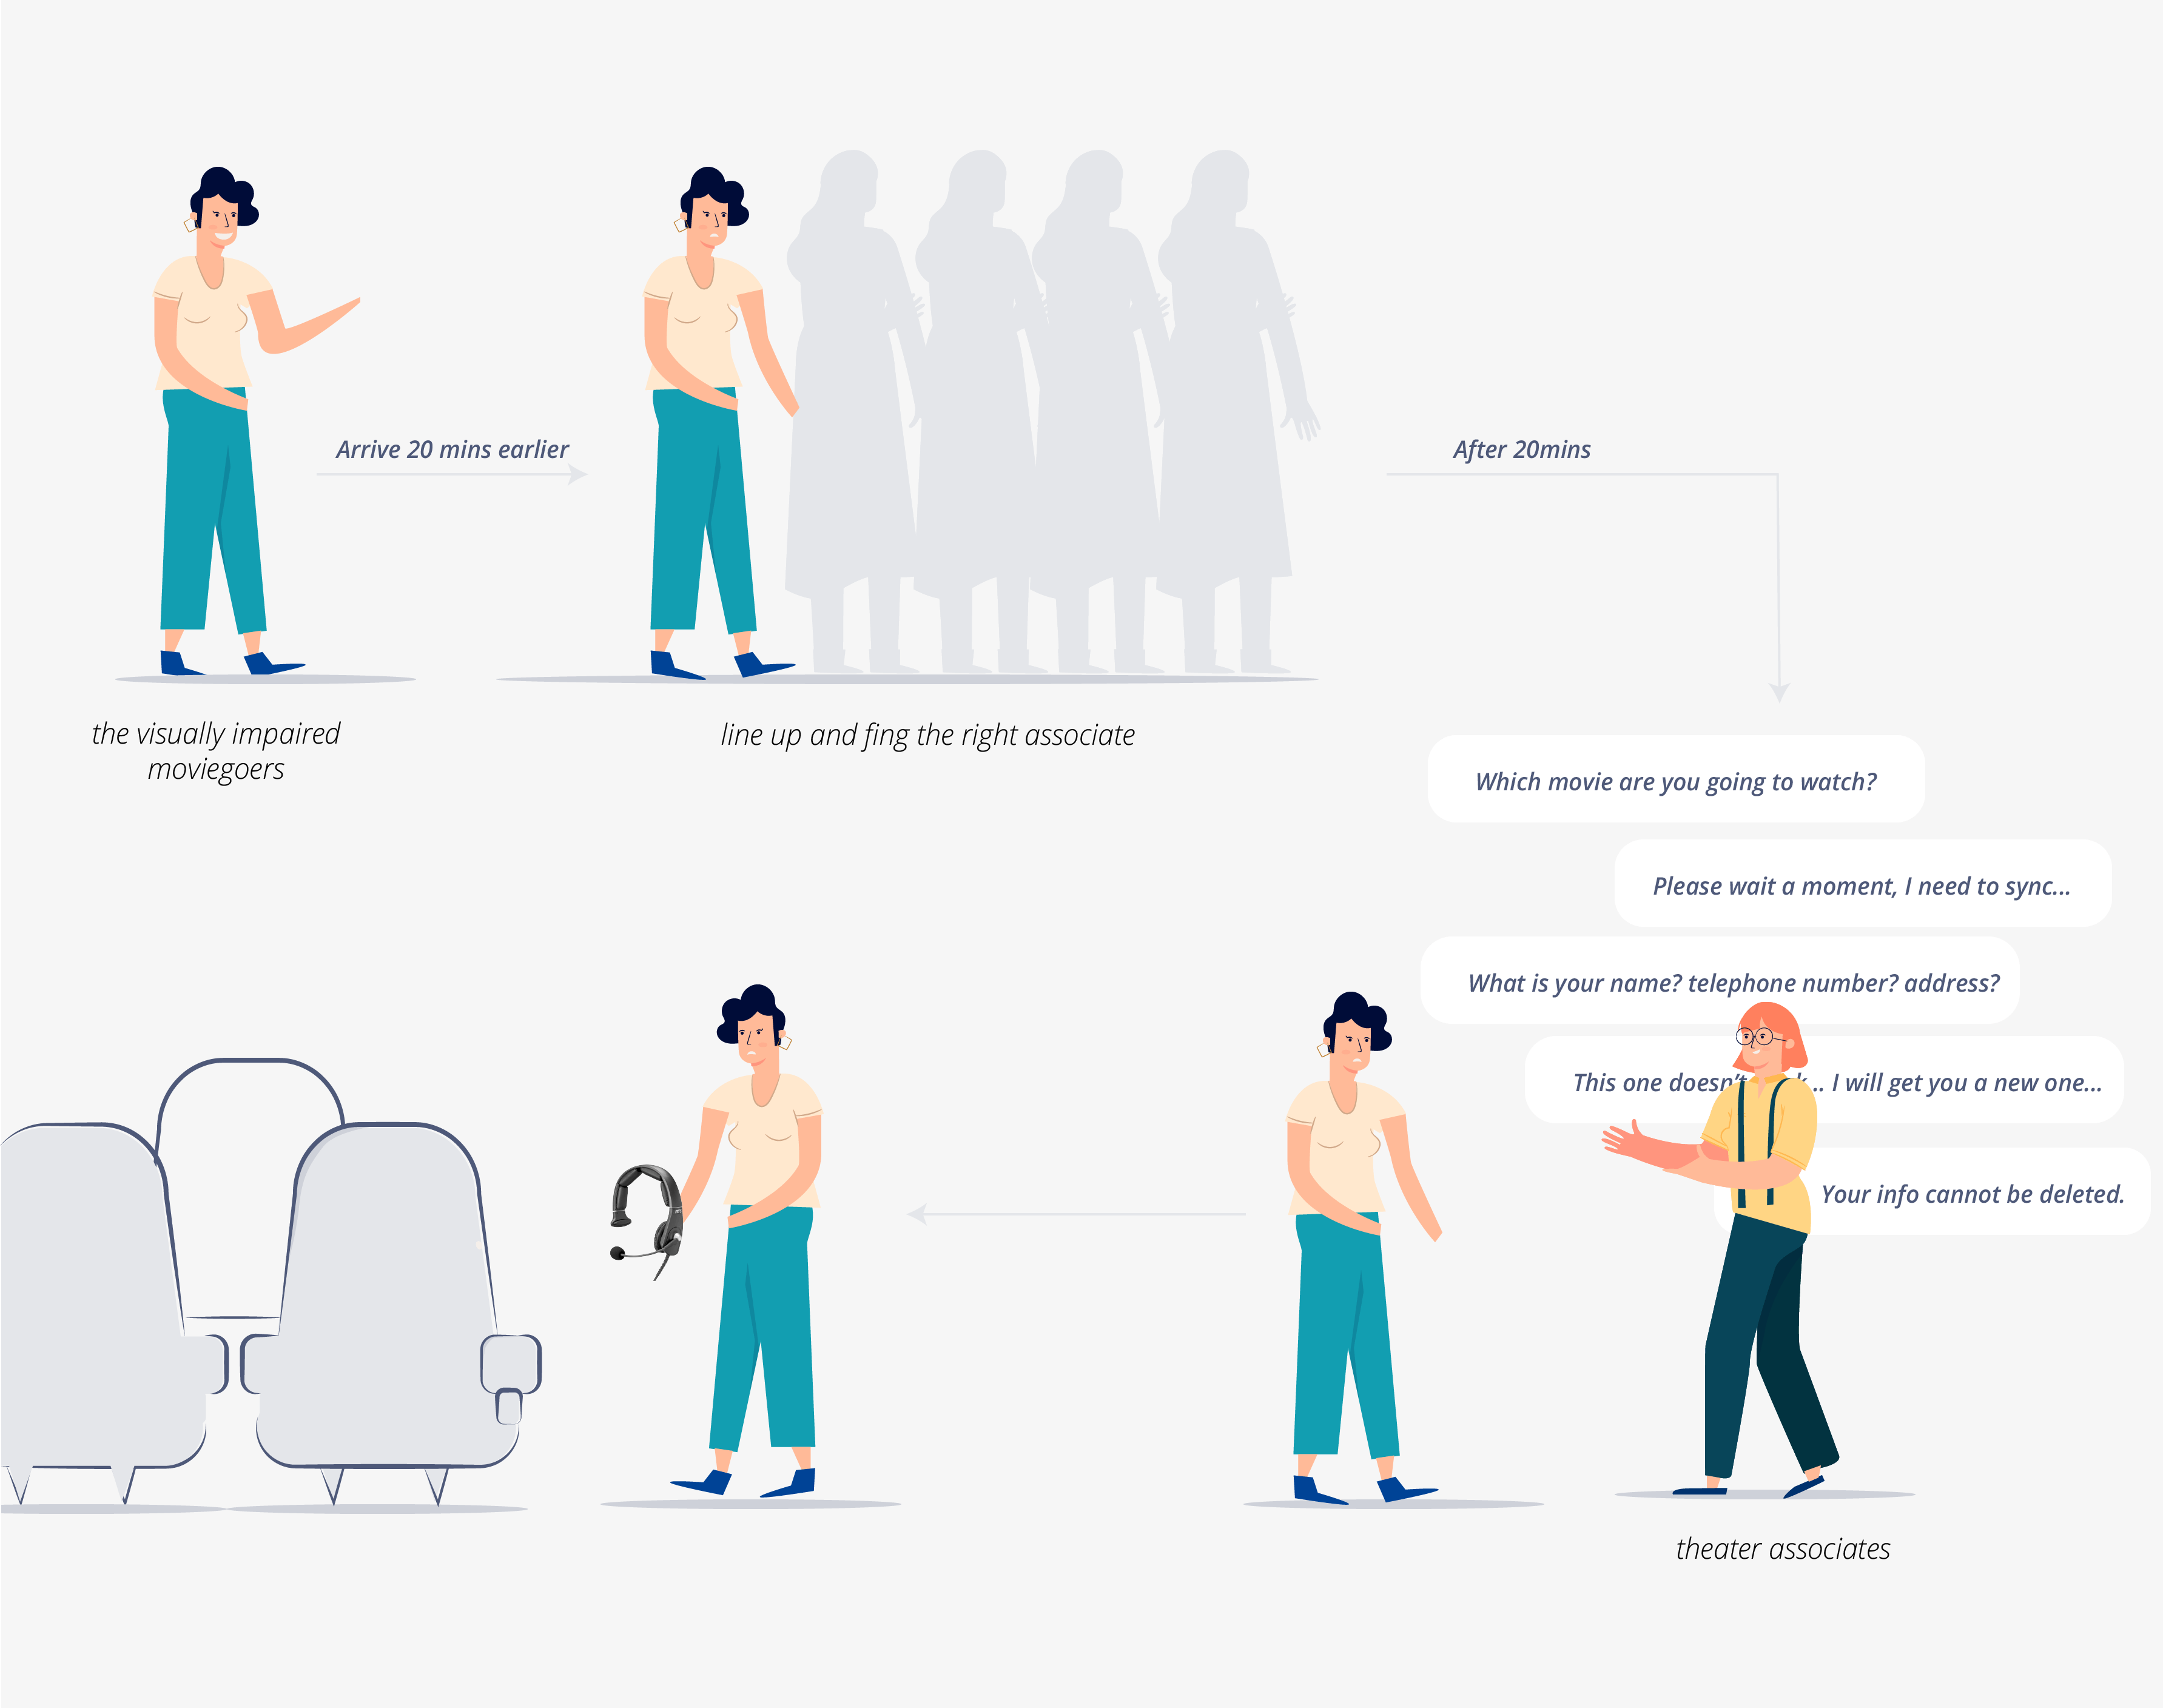 Arrive 20 mins earlier
After 20mins
the visually impaired
moviegoers
line up and fing the right associate
Which movie are you going to watch?
Please wait a moment, I need to sync...
What is your name? telephone number? address?
This one doesn't .. I will get you a new one...
Your info cannot be deleted.
theater associates